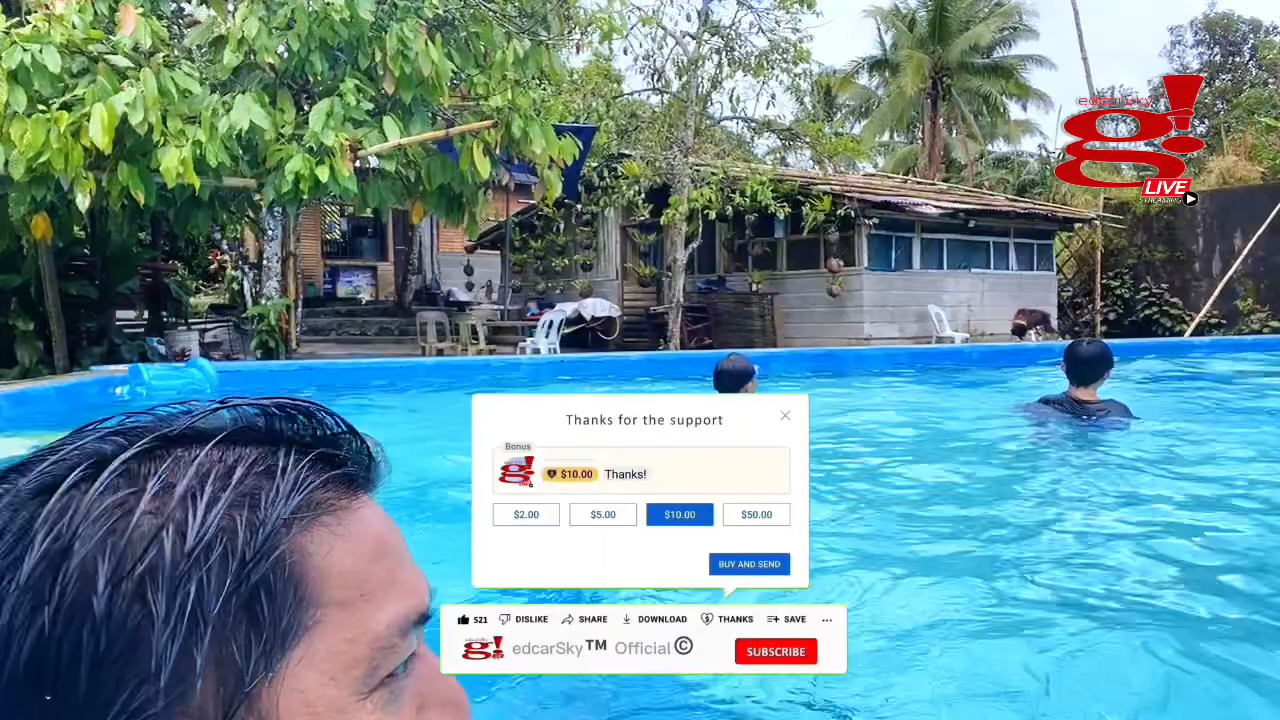 edcarSky
g!
LIVE
STREAMING
Thanks for the support
Bonus
$10.00 Thanks!
$2.00 $5.00 $10.00 $50.00
BUY AND SEND
521 DISLIKE SHARE DOWNLOAD THANKS SAVE ...
g! edcarSky™ Official© SUBSCRIBE